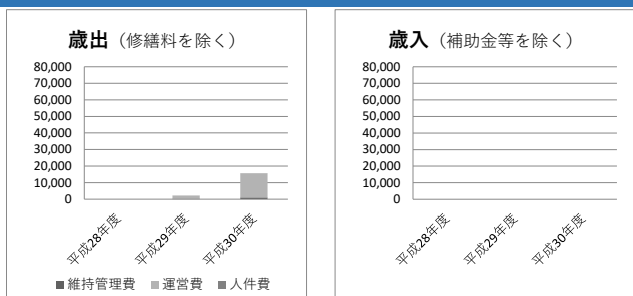 歳出（修繕料を除く）
80,000
70,000
60,000
50,000
40,000
30,000
20,000
10,000
0
平成28年度
平成29年度
平成30年度
■維持管理費 ■運営費 ■人件費
歳入（補助金等を除く）
80,000
70,000
60,000
50,000
40,000
30,000
20,000
10,000
0
平成28年度
平成29年度
平成30年度